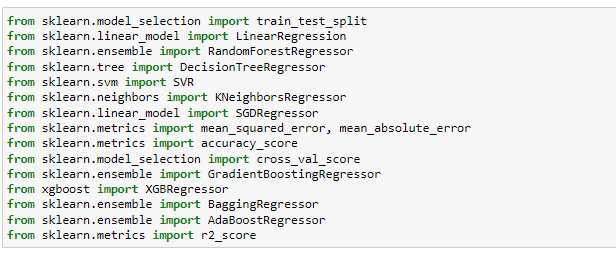 from sklearn.model_selection import train_test_split
from sklearn.linear_model import LinearRegression
from sklearn.ensemble import RandomForestRegressor
from sklearn.tree import DecisionTreeRegressor
from sklearn.svm import SVR
from sklearn.neighbors import KNeighborsRegressor
from sklearn.linear_model import SGDRegressor
from sklearn.metrics import mean_squared_error, mean_absolute_error
from sklearn.metrics import accuracy_score
from sklearn.model_selection import cross_val_score
from sklearn.ensemble import GradientBoostingRegressor
from xgboost import XGBRegressor
from sklearn.ensemble import BaggingRegressor
from sklearn.ensemble import AdaBoostRegressor
from sklearn.metrics import r2_score